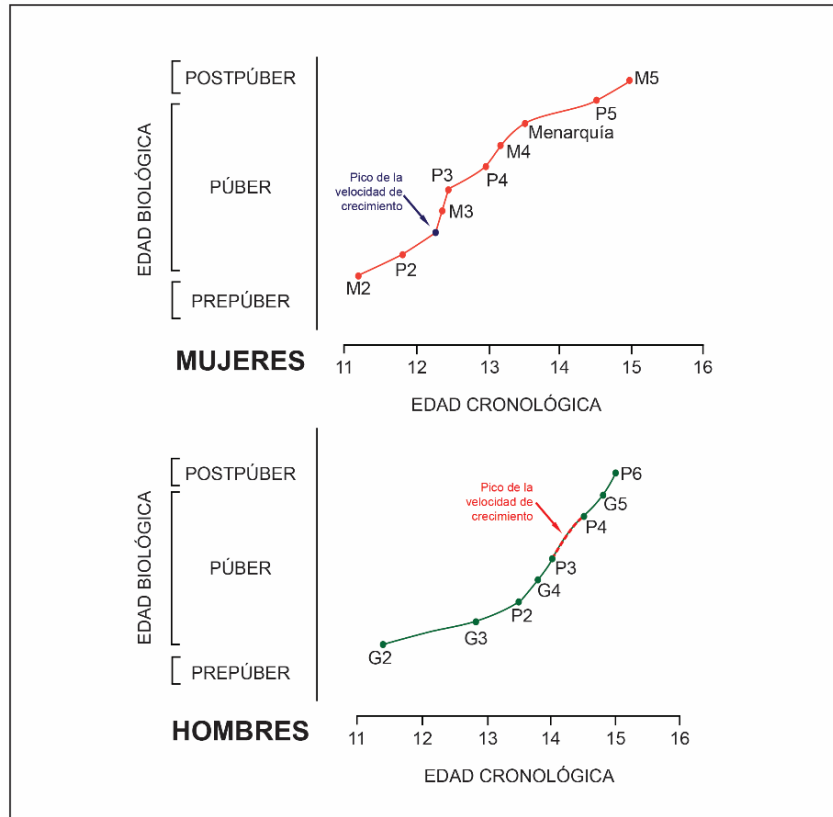 POSTPÚBER
M5
P5
Menarquía
M4
EDAD BIOLÓGICA
PÚBER
Pico de la
velocidad de
crecimiento
P3
P4
M3
P2
M2
PREPÚBER
MUJERES
11 12 13 14 15 16
EDAD CRONOLÓGICA
POSTPÚBER
P6
Pico de la
velocidad de
crecimiento
G5
P4
EDAD BIOLÓGICA
PÚBER
P3
G4
P2
G3
G2
PREPÚBER
HOMBRES
11 12 13 14 15 16
EDAD CRONOLÓGICA